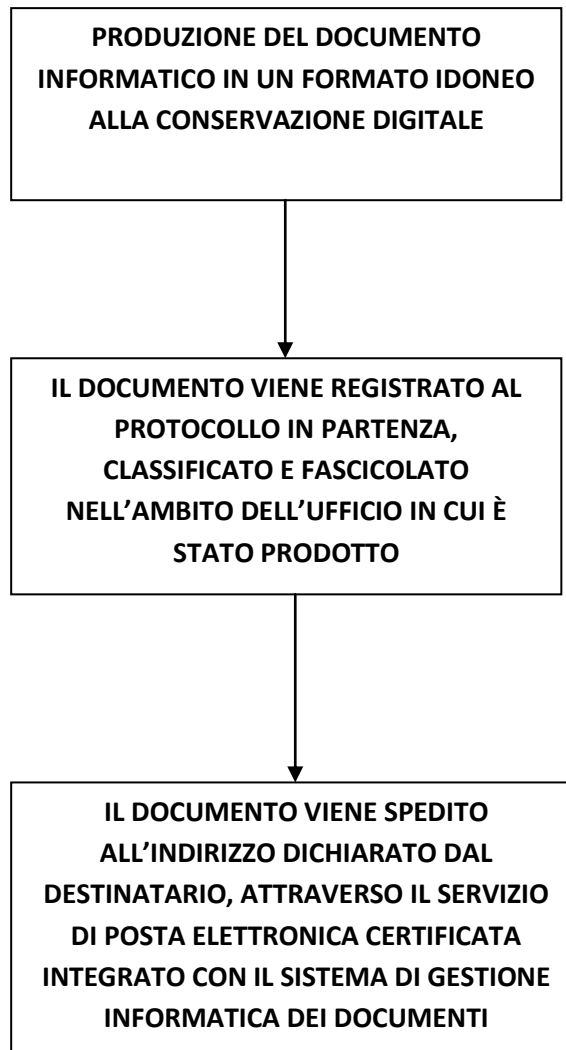 PRODUZIONE DEL DOCUMENTO
INFORMATICO IN UN FORMATO IDONEO
ALLA CONSERVAZIONE DIGITALE
IL DOCUMENTO VIENE REGISTRATO AL
PROTOCOLLO IN PARTENZA,
CLASSIFICATO E FASCICOLATO
NELL’AMBITO DELL’UFFICIO IN CUI È
STATO PRODOTTO
IL DOCUMENTO VIENE SPEDITO
ALL’INDIRIZZO DICHIARATO DAL
DESTINATARIO, ATTRAVERSO IL SERVIZIO
DI POSTA ELETTRONICA CERTIFICATA
INTEGRATO CON IL SISTEMA DI GESTIONE
INFORMATICA DEI DOCUMENTI